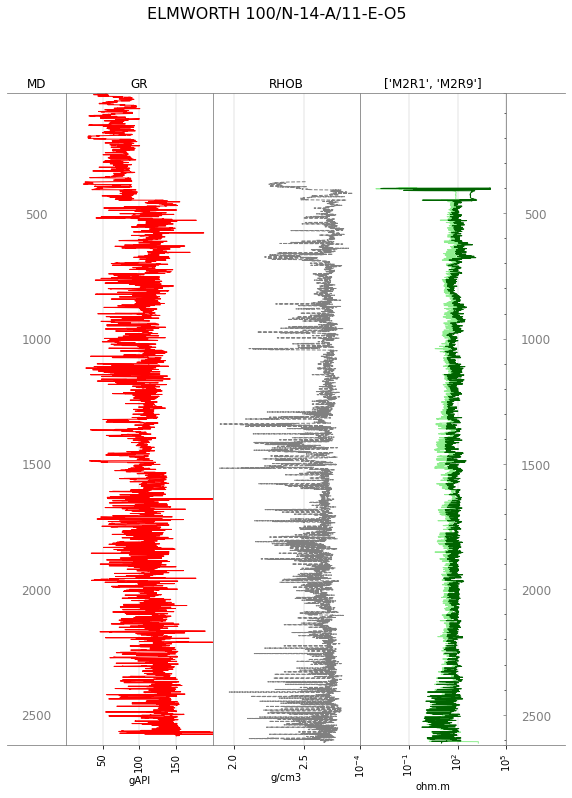 ELMWORTH 100/N-14-A/11-E-O5
MD GR RHOB ['M2R1', 'M2R9']
500 500
1000 1000
1500 1500
2000 2000
2500 2500
50 100 150 2.0 2.5 10⁻⁴ 10⁻¹ 10² 10⁵
gAPI g/cm3 ohm.m